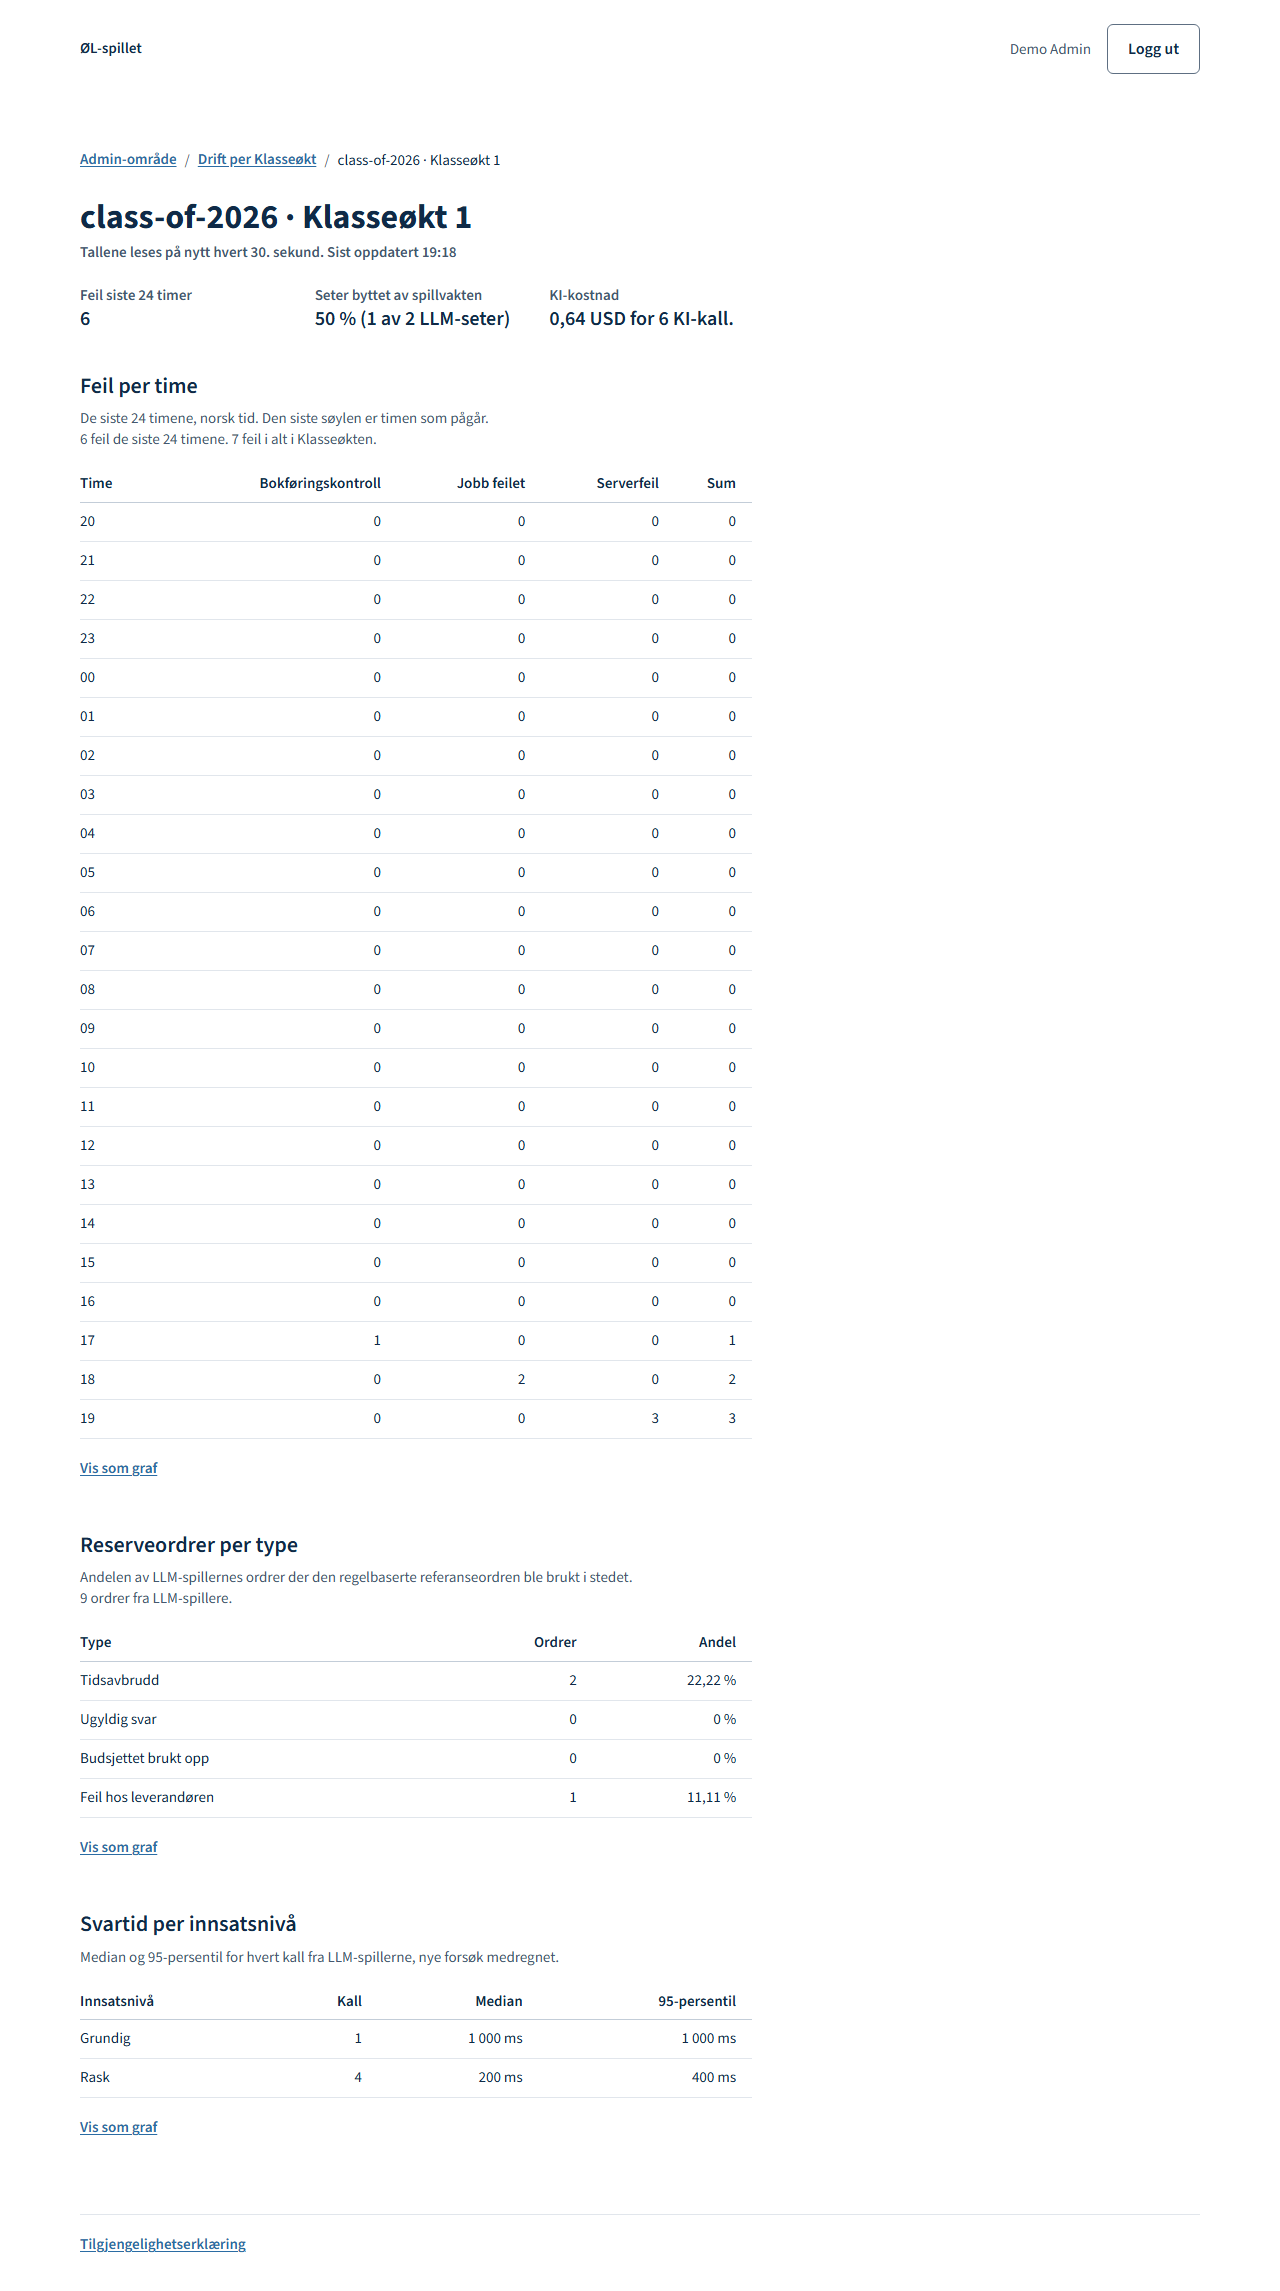 ØL-spillet
Demo Admin
Logg ut
Admin-område / Drift per Klasseøkt / class-of-2026 · Klasseøkt 1
class-of-2026 · Klasseøkt 1
Tallene leses på nytt hvert 30. sekund. Sist oppdatert 19:18
Feil siste 24 timer
6
Seter byttet av spillvakten
50 % (1 av 2 LLM-seter)
KI-kostnad
0,64 USD for 6 KI-kall.
Feil per time
De siste 24 timene, norsk tid. Den siste søylen er timen som pågår.
6 feil de siste 24 timene. 7 feil i alt i Klasseøkten.
Time Bokføringskontroll Jobb feilet Serverfeil Sum
20 0 0 0 0
21 0 0 0 0
22 0 0 0 0
23 0 0 0 0
00 0 0 0 0
01 0 0 0 0
02 0 0 0 0
03 0 0 0 0
04 0 0 0 0
05 0 0 0 0
06 0 0 0 0
07 0 0 0 0
08 0 0 0 0
09 0 0 0 0
10 0 0 0 0
11 0 0 0 0
12 0 0 0 0
13 0 0 0 0
14 0 0 0 0
15 0 0 0 0
16 0 0 0 0
17 1 0 0 1
18 0 2 0 2
19 0 0 3 3
Vis som graf
Reserveordrer per type
Andelen av LLM-spillernes ordrer der den regelbaserte referanseordren ble brukt i stedet.
9 ordrer fra LLM-spillere.
Type Ordrer Andel
Tidsavbrudd 2 22,22 %
Ugyldig svar 0 0 %
Budsjettet brukt opp 0 0 %
Feil hos leverandøren 1 11,11 %
Vis som graf
Svartid per innsatsnivå
Median og 95-persentil for hvert kall fra LLM-spillerne, nye forsøk medregnet.
Innsatsnivå Kall Median 95-persentil
Grundig 1 1 000 ms 1 000 ms
Rask 4 200 ms 400 ms
Vis som graf
Tilgjengelighetserklæring